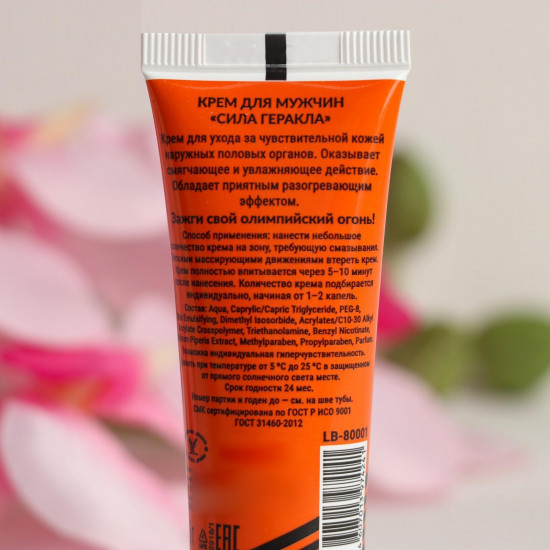 КРЕМ ДЛЯ МУЖЧИН
«СИЛА ГЕРАКЛА»
Крем для ухода за чувствительной кожей
наружных половых органов. Оказывает
смягчающее и увлажняющее действие.
Обладает приятным разогревающим
эффектом.
Зажги свой олимпийский огонь!
Способ применения: нанести небольшое
количество крема на зону, требующую смазывания.
массирующими движениями втереть крем.
Крем полностью впитывается через 5–10 минут
после нанесения. Количество крема подбирается
индивидуально, начиная от 1–2 капель.
Состав: Aqua, Caprylic/Capric Triglyceride, PEG-8,
Emulsifying, Dimethyl Isosorbide, Acrylates/C10-30 Alkyl
Acrylate Crosspolymer, Triethanolamine, Benzyl Nicotinate,
Piperis Extract, Methylparaben, Propylparaben, Parfum.
индивидуальная гиперчувствительность.
при температуре от 5 °С до 25 °С в защищенном
от прямого солнечного света месте.
Срок годности 24 мес.
Номер партии и годен до — см. на шве тубы.
СМК сертифицирована по ГОСТ Р ИСО 9001
ГОСТ 31460-2012
LB-80001
EAC